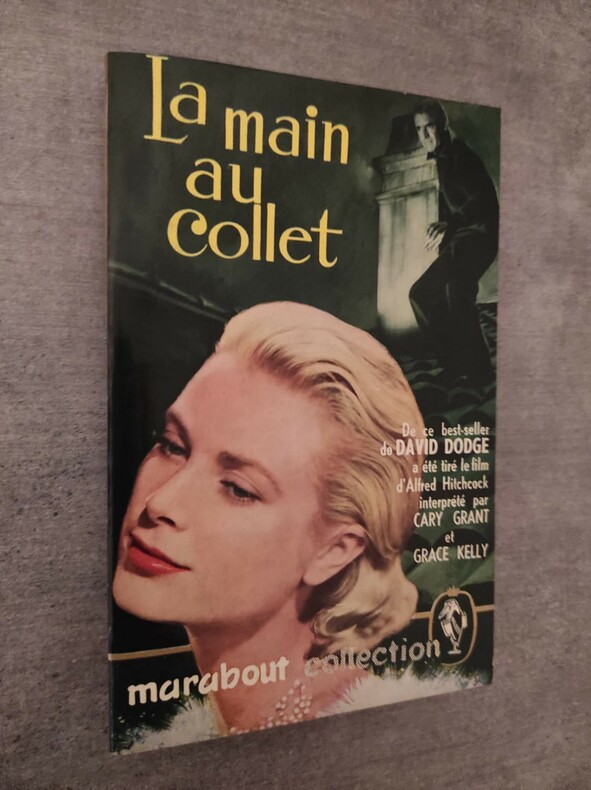 La main
au
collet
De ce best-seller
de DAVID DODGE
a été tiré le film
d'Alfred Hitchcock
interprété par
CARY GRANT
et
GRACE KELLY
marabout collection